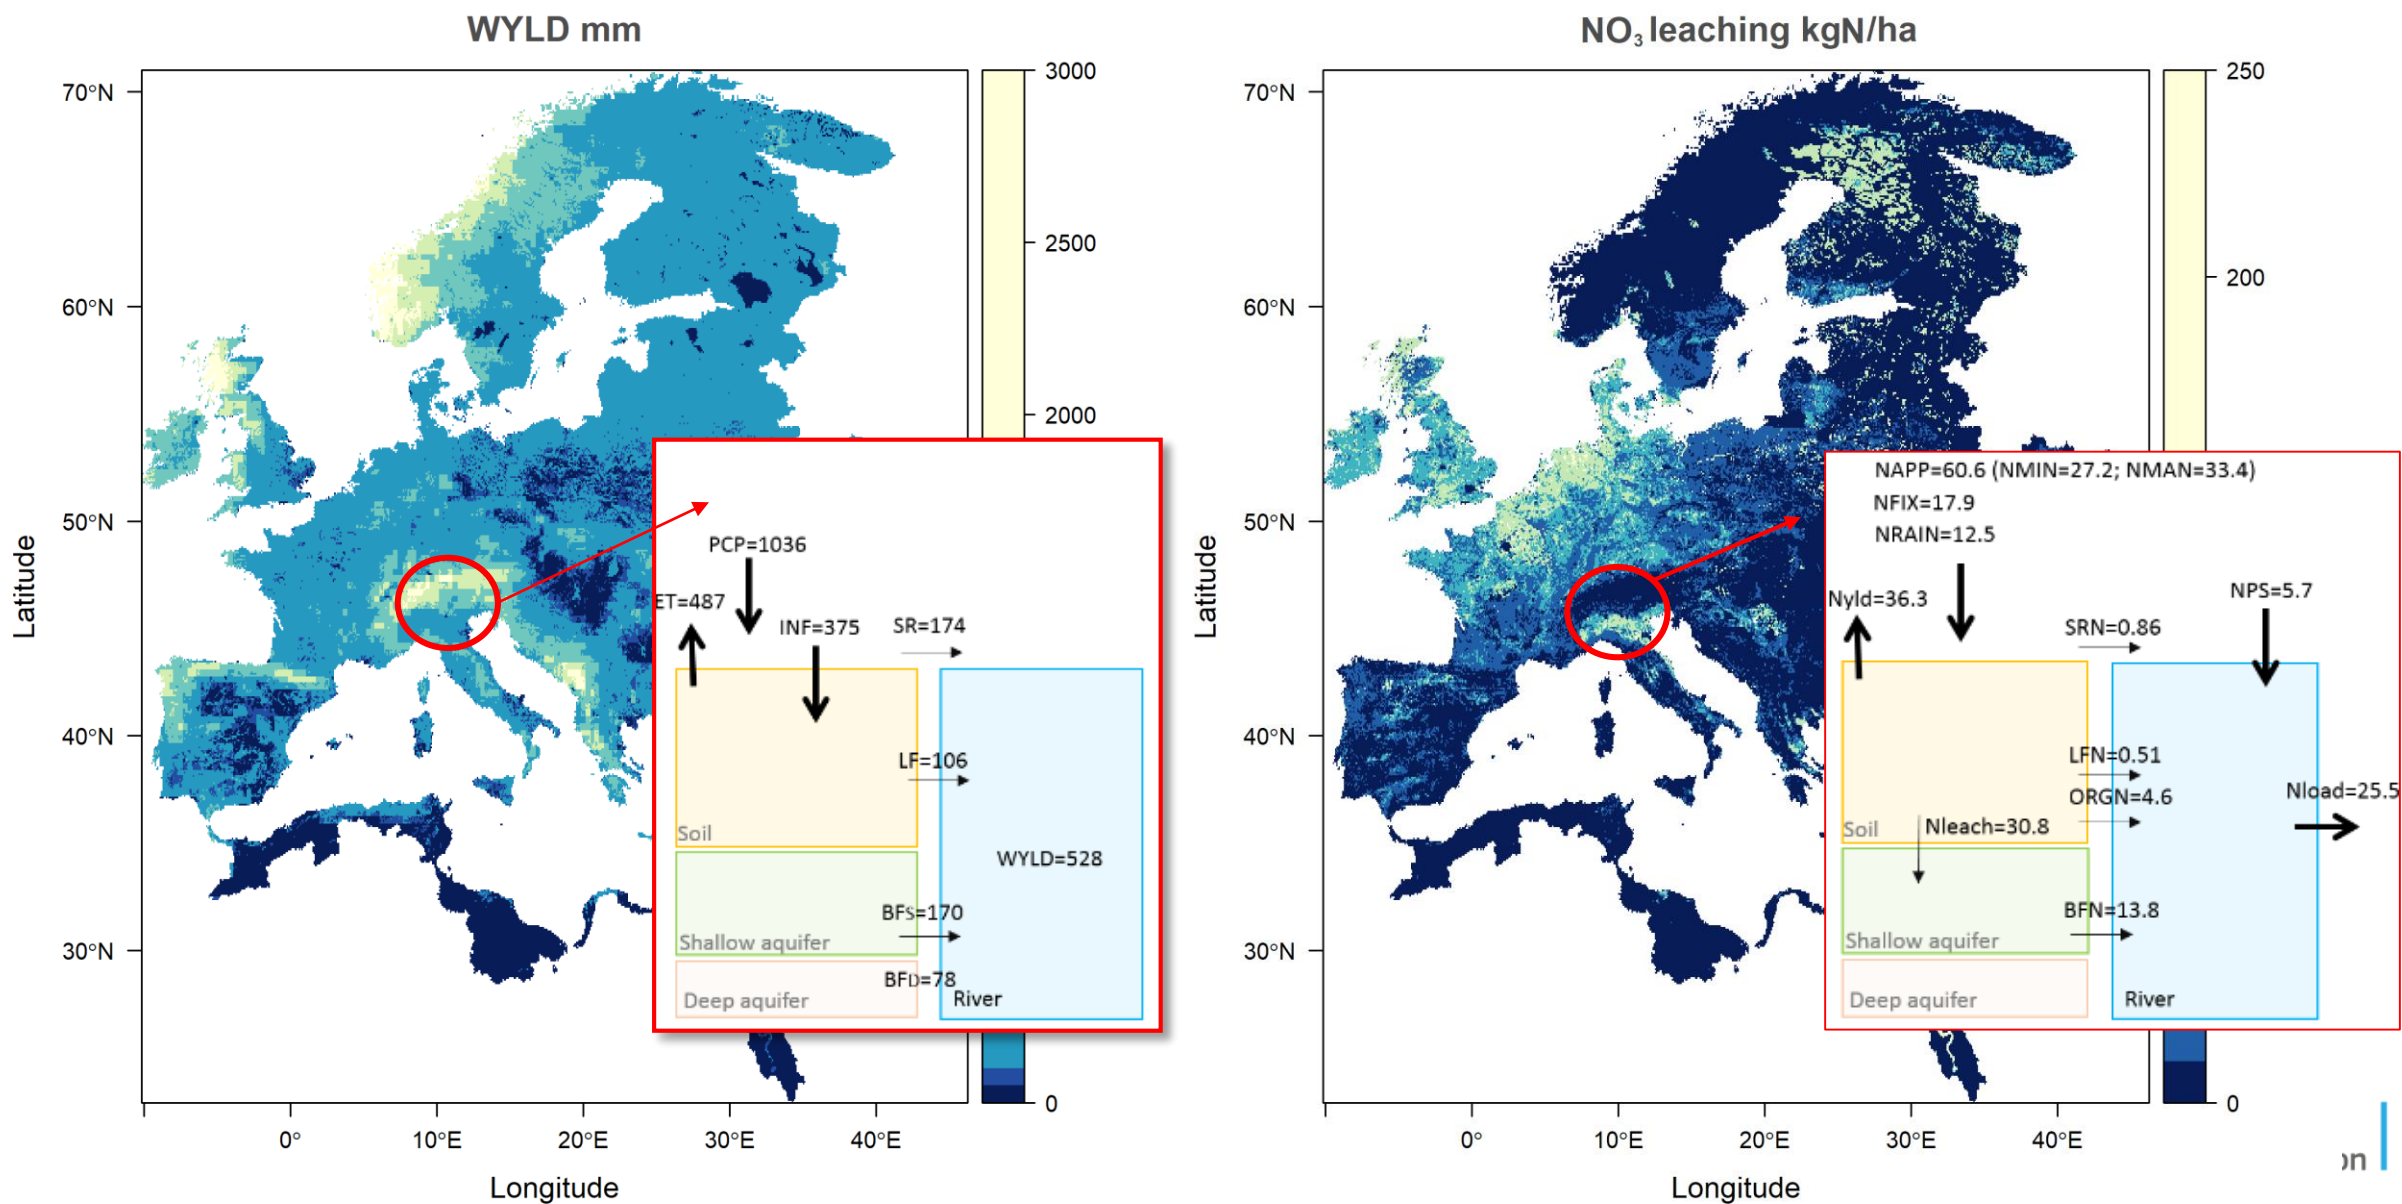 WYLD mm
70°N
60°N
50°N
40°N
30°N
Latitude
0°
10°E
20°E
30°E
40°E
Longitude
3000
2500
2000
0
PCP=1036
ET=487
INF=375
SR=174
LF=106
Soil
WYLD=528
BFS=170
Shallow aquifer
BFD=78
Deep aquifer
River
NO3 leaching kgN/ha
70°N
60°N
50°N
40°N
30°N
Latitude
0°
10°E
20°E
30°E
40°E
Longitude
250
200
0
NAPP=60.6 (NMIN=27.2; NMAN=33.4)
NFIX=17.9
NRAIN=12.5
Nyld=36.3
NPS=5.7
SRN=0.86
LFN=0.51
ORGN=4.6
Nload=25.5
Soil
Nleach=30.8
BFN=13.8
Shallow aquifer
Deep aquifer
River